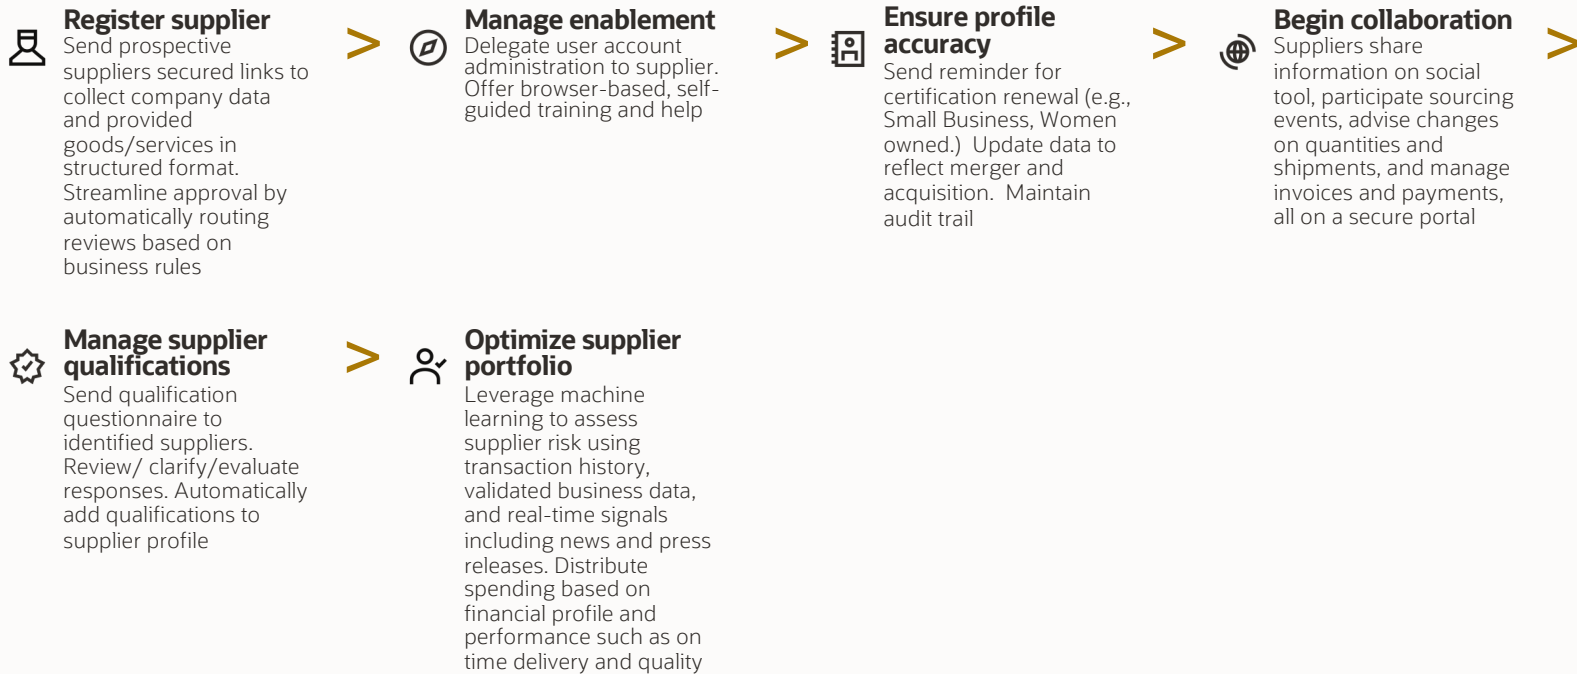 Register supplier
Send prospective
suppliers secured links to
collect company data
and provided
goods/services in
structured format.
Streamline approval by
automatically routing
reviews based on
business rules
>
Manage enablement
Delegate user account
administration to supplier.
Offer browser-based, self-
guided training and help
>
Ensure profile
accuracy
Send reminder for
certification renewal (e.g.,
Small Business, Women
owned.)  Update data to
reflect merger and
acquisition.  Maintain
audit trail
>
Begin collaboration
Suppliers share
information on social
tool, participate sourcing
events, advise changes
on quantities and
shipments, and manage
invoices and payments,
all on a secure portal
>
Manage supplier
qualifications
Send qualification
questionnaire to
identified suppliers.
Review/ clarify/evaluate
responses. Automatically
add qualifications to
supplier profile
>
Optimize supplier
portfolio
Leverage machine
learning to assess
supplier risk using
transaction history,
validated business data,
and real-time signals
including news and press
releases. Distribute
spending based on
financial profile and
performance such as on
time delivery and quality